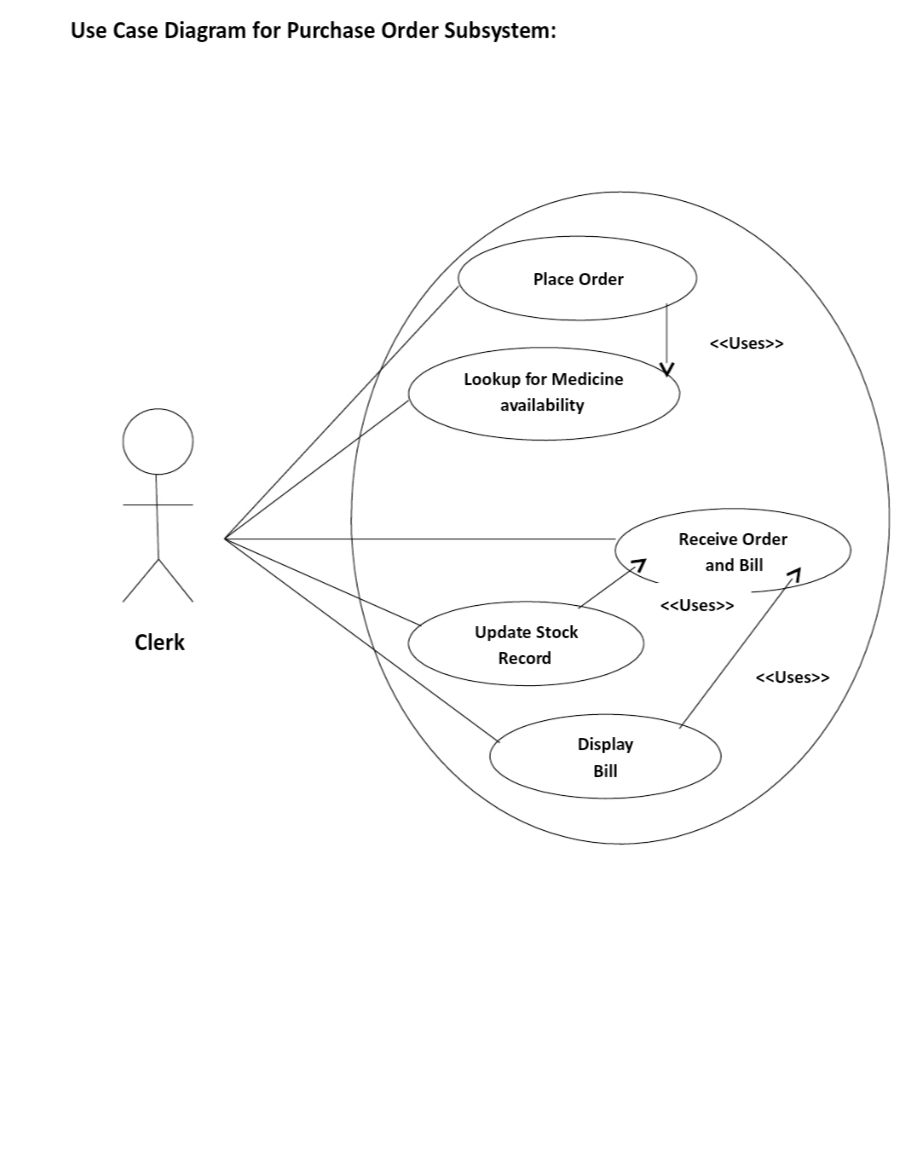 Use Case Diagram for Purchase Order Subsystem:
Place Order
<<Uses>>
Lookup for Medicine
availability
Receive Order
and Bill
<<Uses>>
Update Stock
Record
Clerk
<<Uses>>
Display
Bill